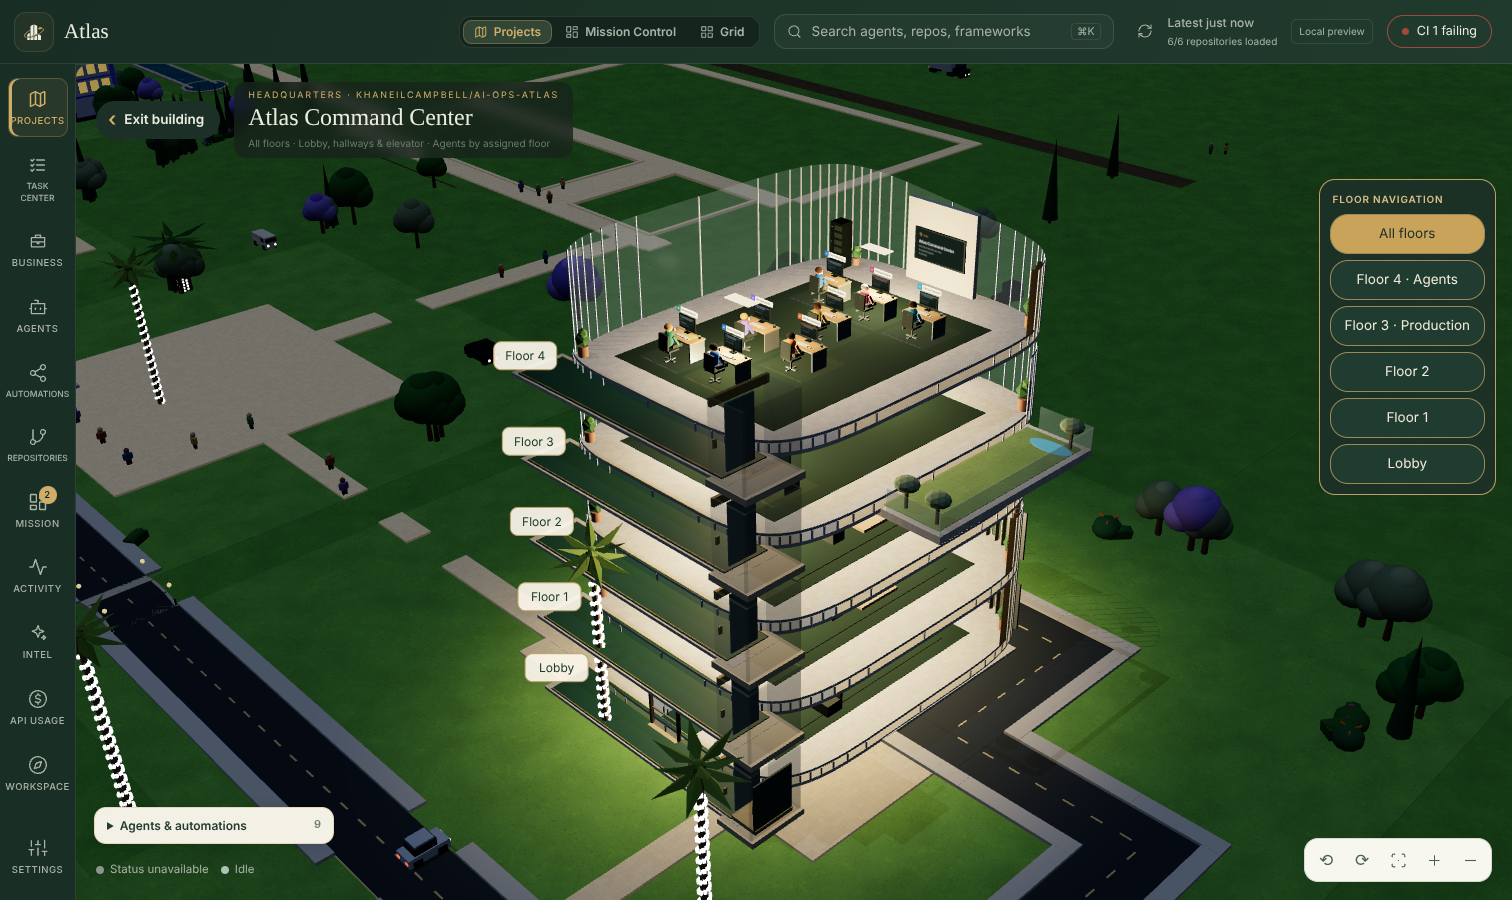 Atlas
Projects
Mission Control
Grid
Search agents, repos, frameworks
⌘K
Latest just now
6/6 repositories loaded
Local preview
CI 1 failing
PROJECTS
TASK
CENTER
BUSINESS
AGENTS
AUTOMATIONS
REPOSITORIES
2
MISSION
ACTIVITY
INTEL
API USAGE
WORKSPACE
SETTINGS
Exit building
HEADQUARTERS · KHANEILCAMPBELL/AI-OPS-ATLAS
Atlas Command Center
All floors · Lobby, hallways & elevator · Agents by assigned floor
Floor 4
Floor 3
Floor 2
Floor 1
Lobby
FLOOR NAVIGATION
All floors
Floor 4 · Agents
Floor 3 · Production
Floor 2
Floor 1
Lobby
Agents & automations
9
Status unavailable
Idle